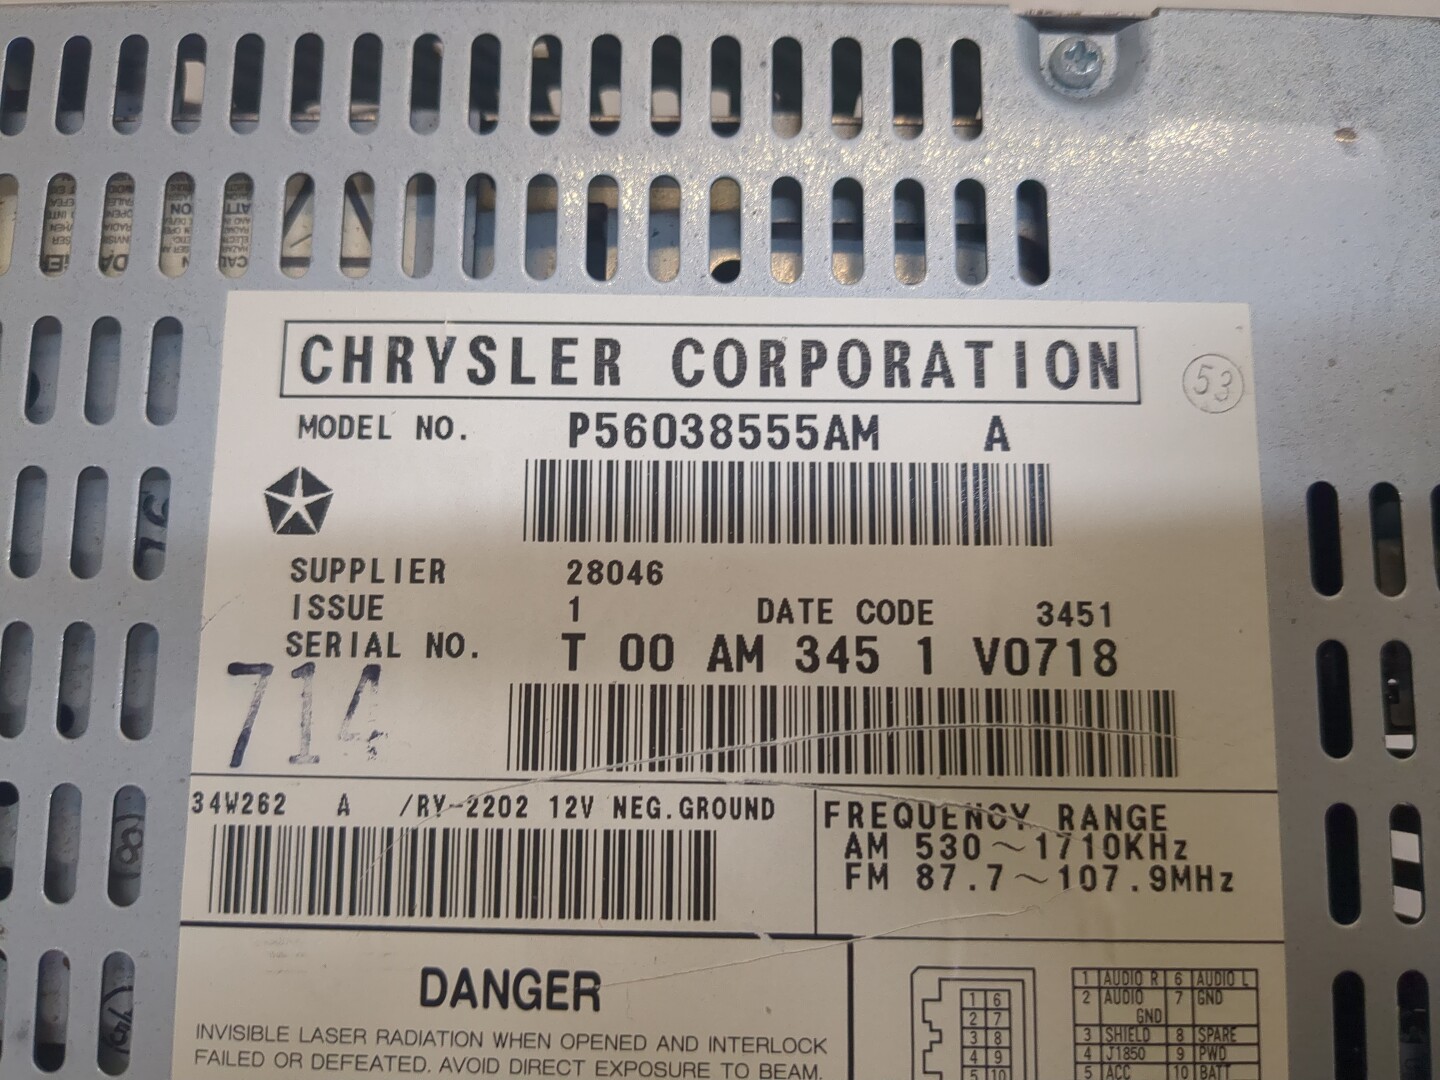 CHRYSLER CORPORATION
53
MODEL NO. P56038555AM A
SUPPLIER 28046
ISSUE 1 DATE CODE 3451
SERIAL NO. T 00 AM 345 1 V0718
714
34W262 A /RY-2202 12V NEG.GROUND
FREQUENCY RANGE
AM 530~1710KHz
FM 87.7~107.9MHz
DANGER
INVISIBLE LASER RADIATION WHEN OPENED AND INTERLOCK
FAILED OR DEFEATED. AVOID DIRECT EXPOSURE TO BEAM.
1 6
2 7
3 8
4 9
5 10
1 AUDIO R 6 AUDIO L
2 AUDIO GND 7 GND
3 SHIELD 8 SPARE
4 J1850 9 PWD
5 ACC 10 BATT